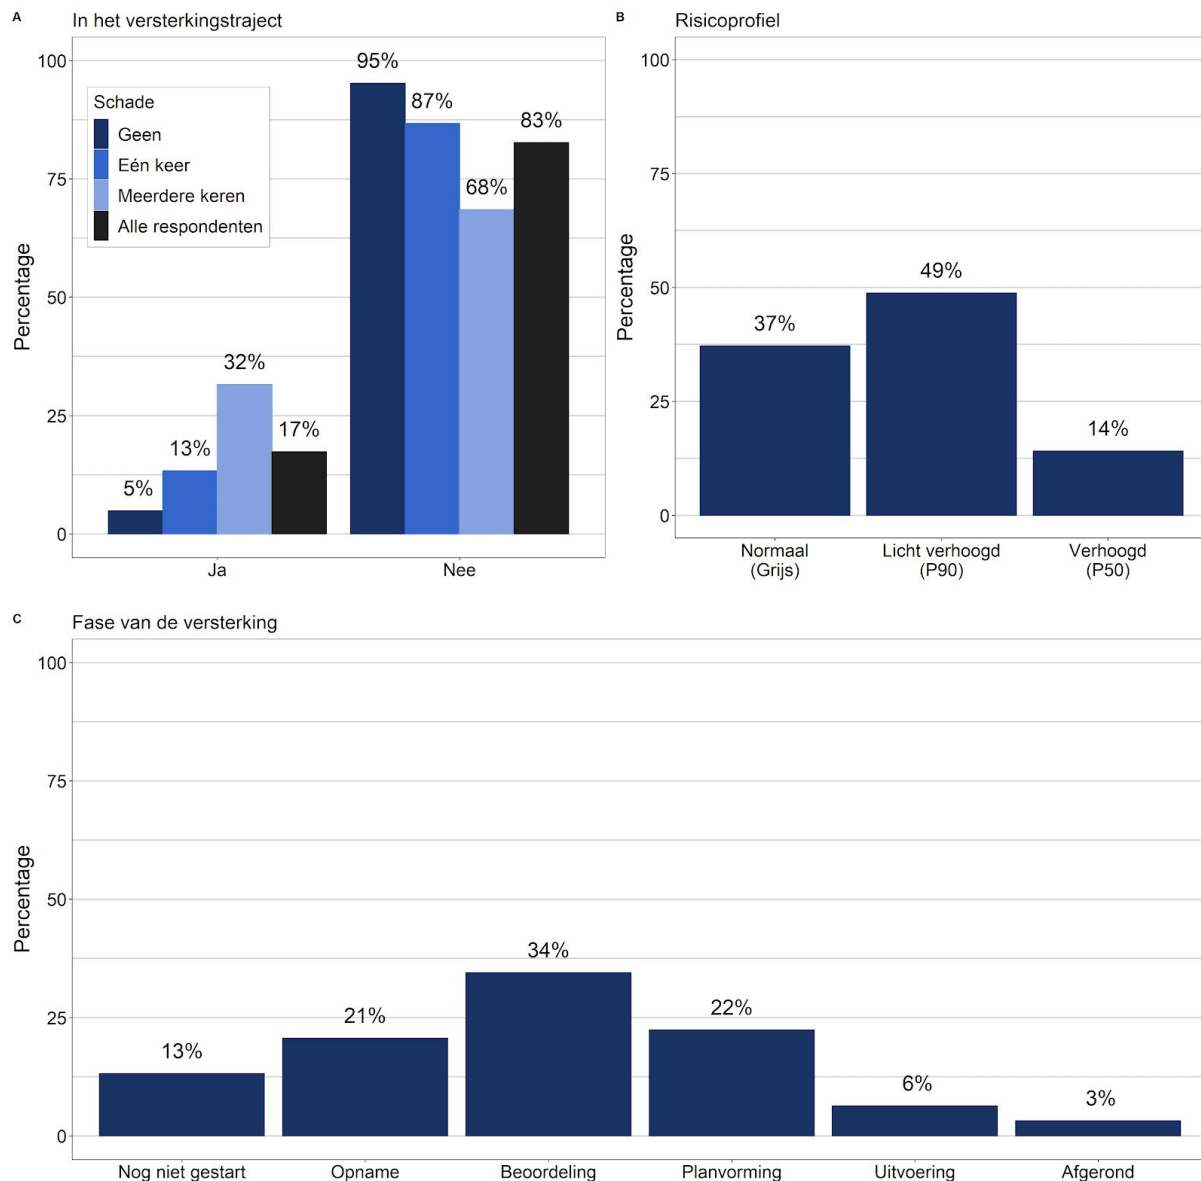 A
In het versterkingstraject
100
75
50
25
0
Percentage
Schade
Geen
Eén keer
Meerdere keren
Alle respondenten
5%
13%
32%
17%
95%
87%
68%
83%
Ja
Nee
B
Risicoprofiel
100
75
50
25
0
Percentage
37%
49%
14%
Normaal
(Grijs)
Licht verhoogd
(P90)
Verhoogd
(P50)
C
Fase van de versterking
100
75
50
25
0
Percentage
13%
21%
34%
22%
6%
3%
Nog niet gestart
Opname
Beoordeling
Planvorming
Uitvoering
Afgerond